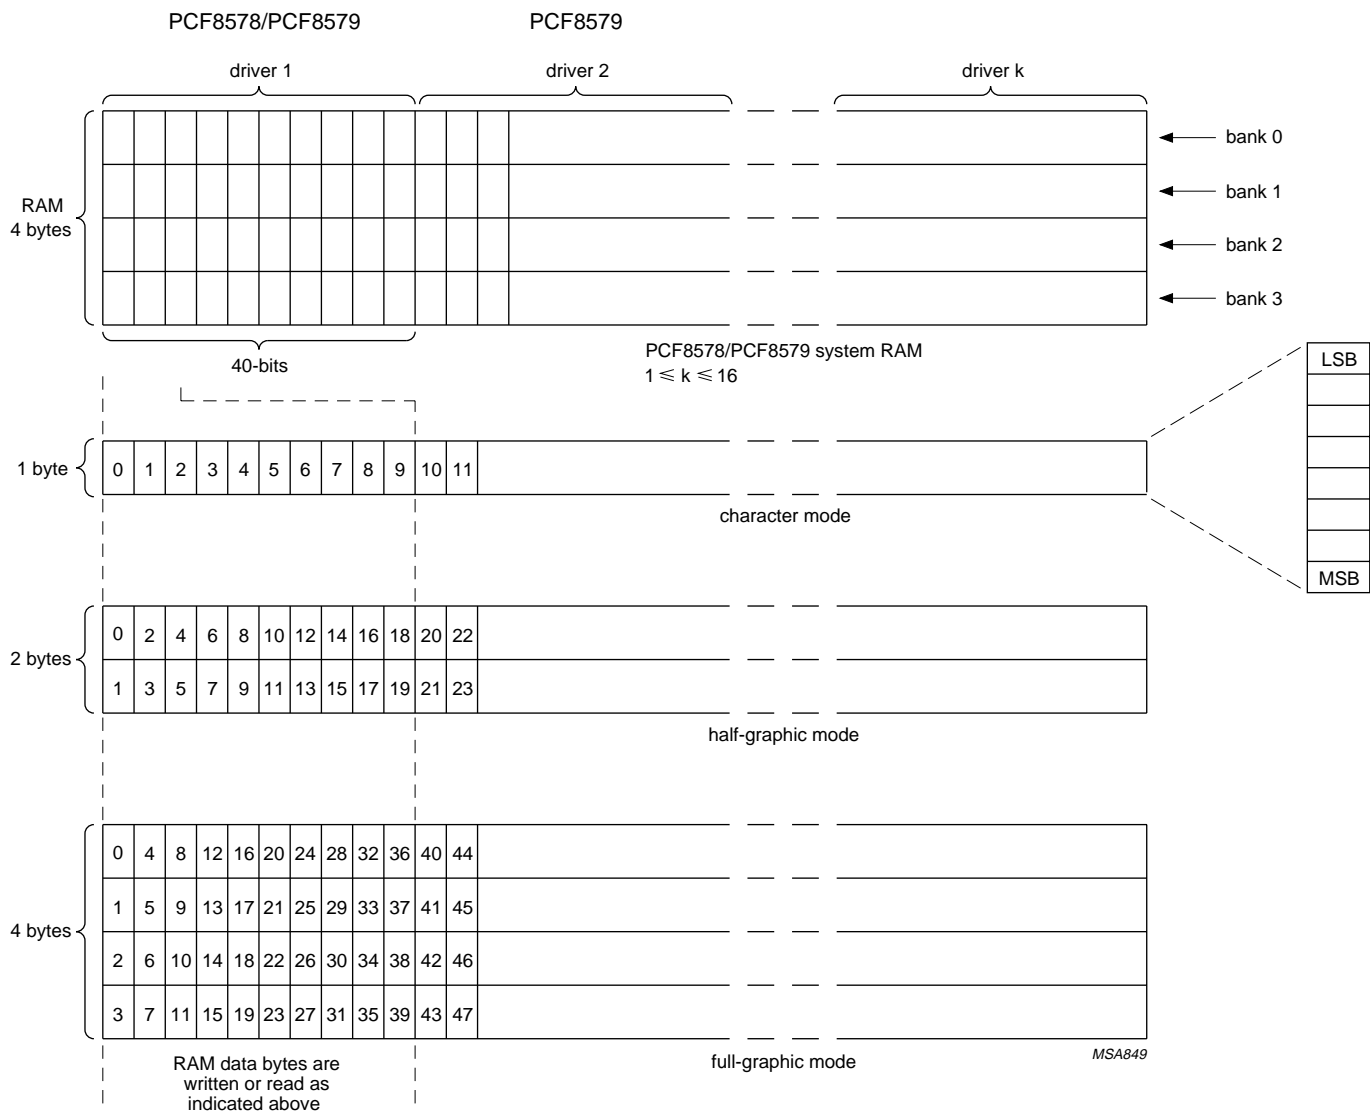 PCF8578/PCF8579 PCF8579
driver 1 driver 2 driver k
bank 0
bank 1
RAM
4 bytes
bank 2
bank 3
40-bits
PCF8578/PCF8579 system RAM
1 ⩽ k ⩽ 16
LSB
1 byte 0 1 2 3 4 5 6 7 8 9 10 11
character mode
MSB
0 2 4 6 8 10 12 14 16 18 20 22
2 bytes
1 3 5 7 9 11 13 15 17 19 21 23
half-graphic mode
0 4 8 12 16 20 24 28 32 36 40 44
1 5 9 13 17 21 25 29 33 37 41 45
4 bytes
2 6 10 14 18 22 26 30 34 38 42 46
3 7 11 15 19 23 27 31 35 39 43 47
full-graphic mode
MSA849
RAM data bytes are
written or read as
indicated above